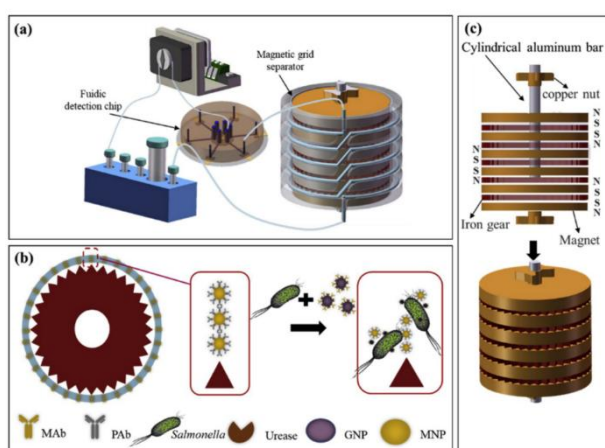 (a)
Magnetic grid
separator
Fuidic
detection chip
(b)
MAb
PAb
Salmonella
Urease
GNP
MNP
(c)
Cylindrical aluminum bar
copper nut
N
S
S
N
N
S
S
N
N
S
S
N
N
S
S
N
Iron gear
Magnet